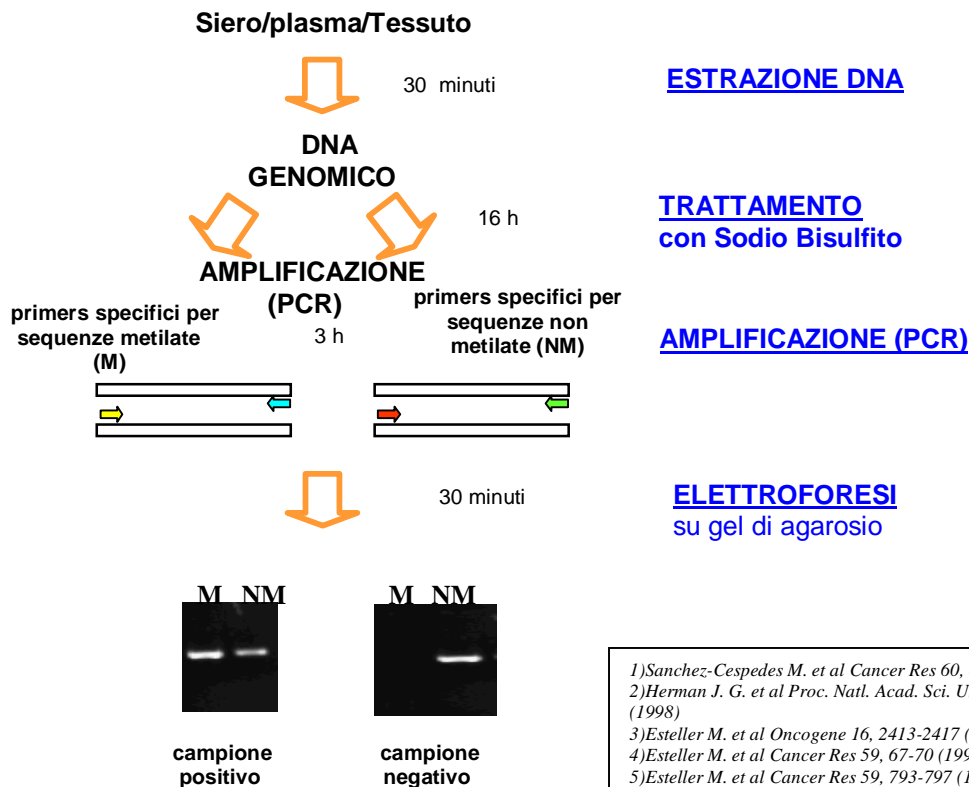 Siero/plasma/Tessuto
30 minuti
ESTRAZIONE DNA
DNA
GENOMICO
16 h
TRATTAMENTO
con Sodio Bisulfito
AMPLIFICAZIONE
(PCR)
primers specifici per
sequenze metilate
(M)
3 h
primers specifici per
sequenze non
metilate (NM)
AMPLIFICAZIONE (PCR)
30 minuti
ELETTROFORESI
su gel di agarosio
M NM
M NM
campione
positivo
campione
negativo
1)Sanchez-Cespedes M. et al Cancer Res 60,
2)Herman J. G. et al Proc. Natl. Acad. Sci. U
(1998)
3)Esteller M. et al Oncogene 16, 2413-2417 (
4)Esteller M. et al Cancer Res 59, 67-70 (199
5)Esteller M. et al Cancer Res 59, 793-797 (1